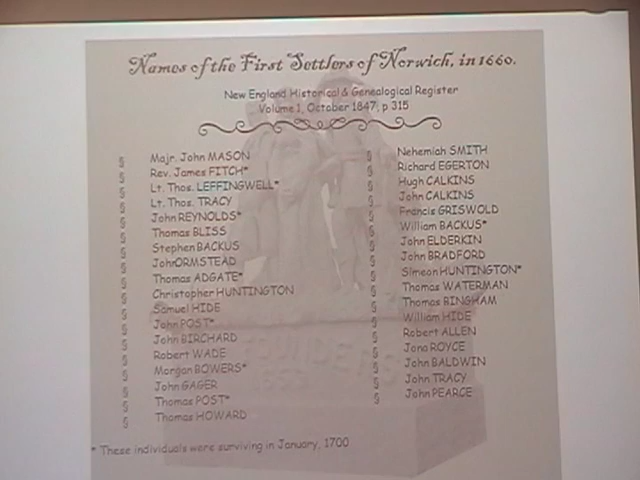 Names of the First Settlers of Norwich, in 1660.
New England Historical & Genealogical Register
Volume 1, October 1847, p 315
§ Majr. John MASON
§ Rev. James FITCH*
§ Lt. Thos. LEFFINGWELL*
§ Lt. Thos. TRACY
§ John REYNOLDS*
§ Thomas BLISS
§ Stephen BACKUS
§ JohnORMSTEAD
§ Thomas ADGATE*
§ Christopher HUNTINGTON
§ Samuel HIDE
§ John POST*
§ John BIRCHARD
§ Robert WADE
§ Morgan BOWERS*
§ John GAGER
§ Thomas POST*
§ Thomas HOWARD
§ Nehemiah SMITH
§ Richard EGERTON
§ Hugh CALKINS
§ John CALKINS
§ Francis GRISWOLD
§ William BACKUS*
§ John ELDERKIN
§ John BRADFORD
§ Simeon HUNTINGTON*
§ Thomas WATERMAN
§ Thomas BINGHAM
§ William HIDE
§ Robert ALLEN
§ Jona ROYCE
§ John BALDWIN
§ John TRACY
§ John PEARCE
FOUNDERS
* These individuals were surviving in January, 1700